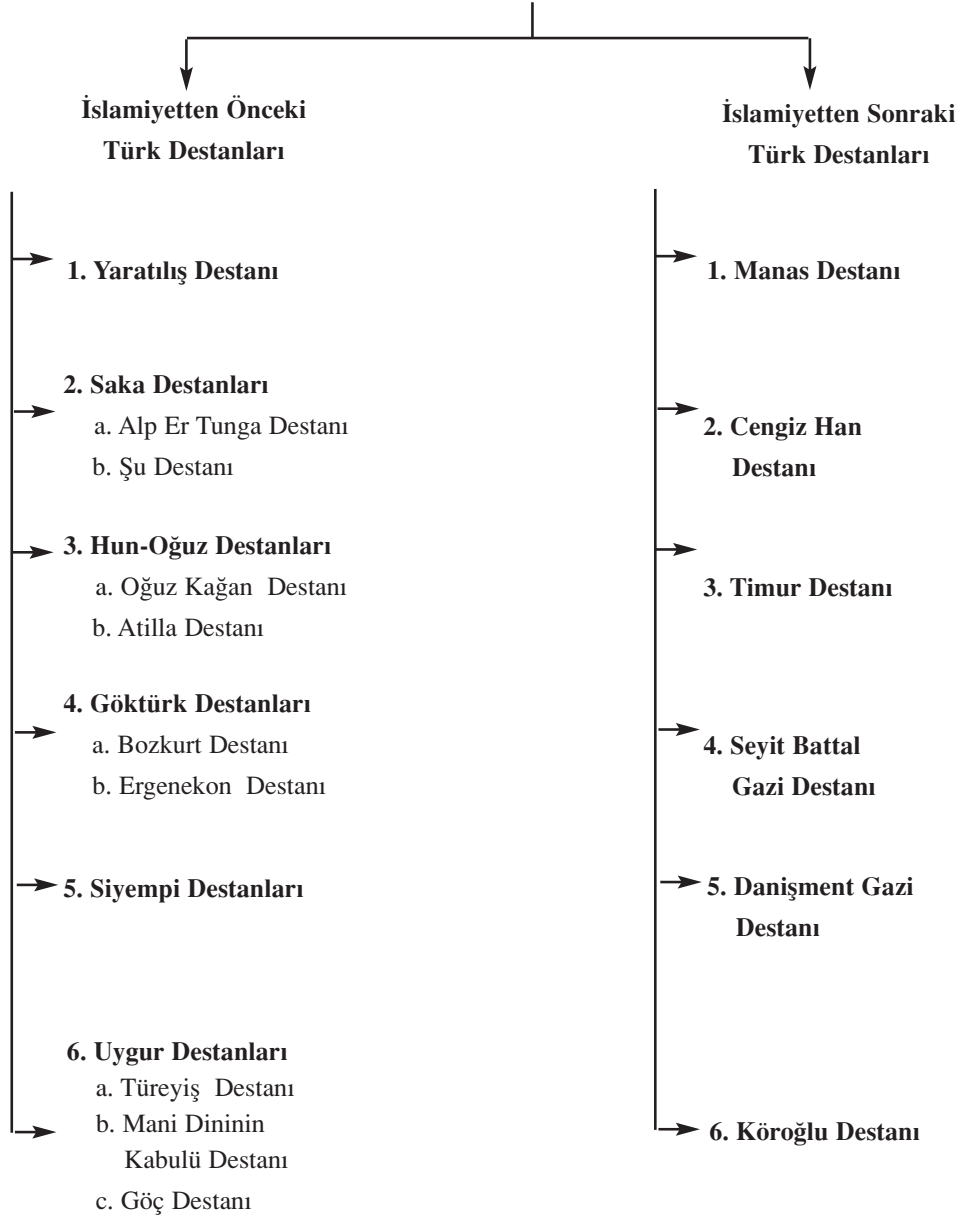 İslamiyetten Önceki
Türk Destanları
1. Yaratılış Destanı
2. Saka Destanları
a. Alp Er Tunga Destanı
b. Şu Destanı
3. Hun-Oğuz Destanları
a. Oğuz Kağan Destanı
b. Atilla Destanı
4. Göktürk Destanları
a. Bozkurt Destanı
b. Ergenekon Destanı
5. Siyempi Destanları
6. Uygur Destanları
a. Türeyiş Destanı
b. Mani Dininin
Kabulü Destanı
c. Göç Destanı
İslamiyetten Sonraki
Türk Destanları
1. Manas Destanı
2. Cengiz Han
Destanı
3. Timur Destanı
4. Seyit Battal
Gazi Destanı
5. Danişment Gazi
Destanı
6. Köroğlu Destanı